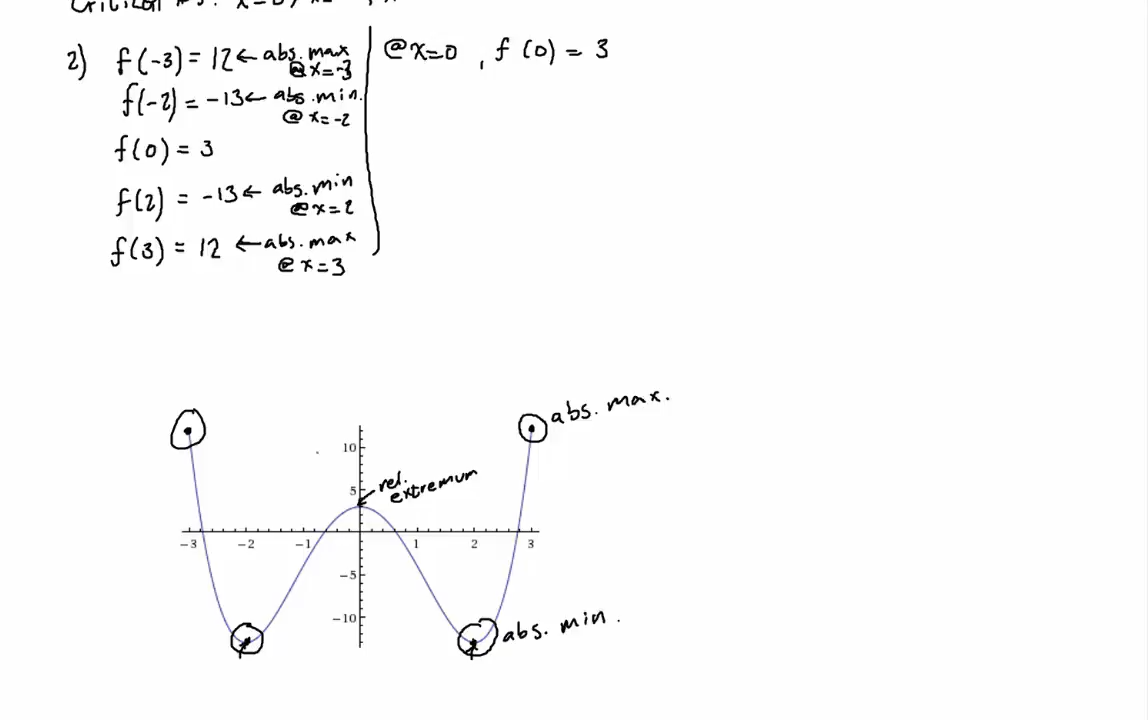 2) f(-3) = 12 ← abs. max
@ x=-3
f(-2) = -13 ← abs. min.
@ x=-2
f(0) = 3
f(2) = -13 ← abs. min
@ x=2
f(3) = 12 ← abs. max
@ x=3
@ x=0, f(0) = 3
abs. max.
10
rel.
extremum
5
-3 -2 -1 1 2 3
-5
-10
abs. min.